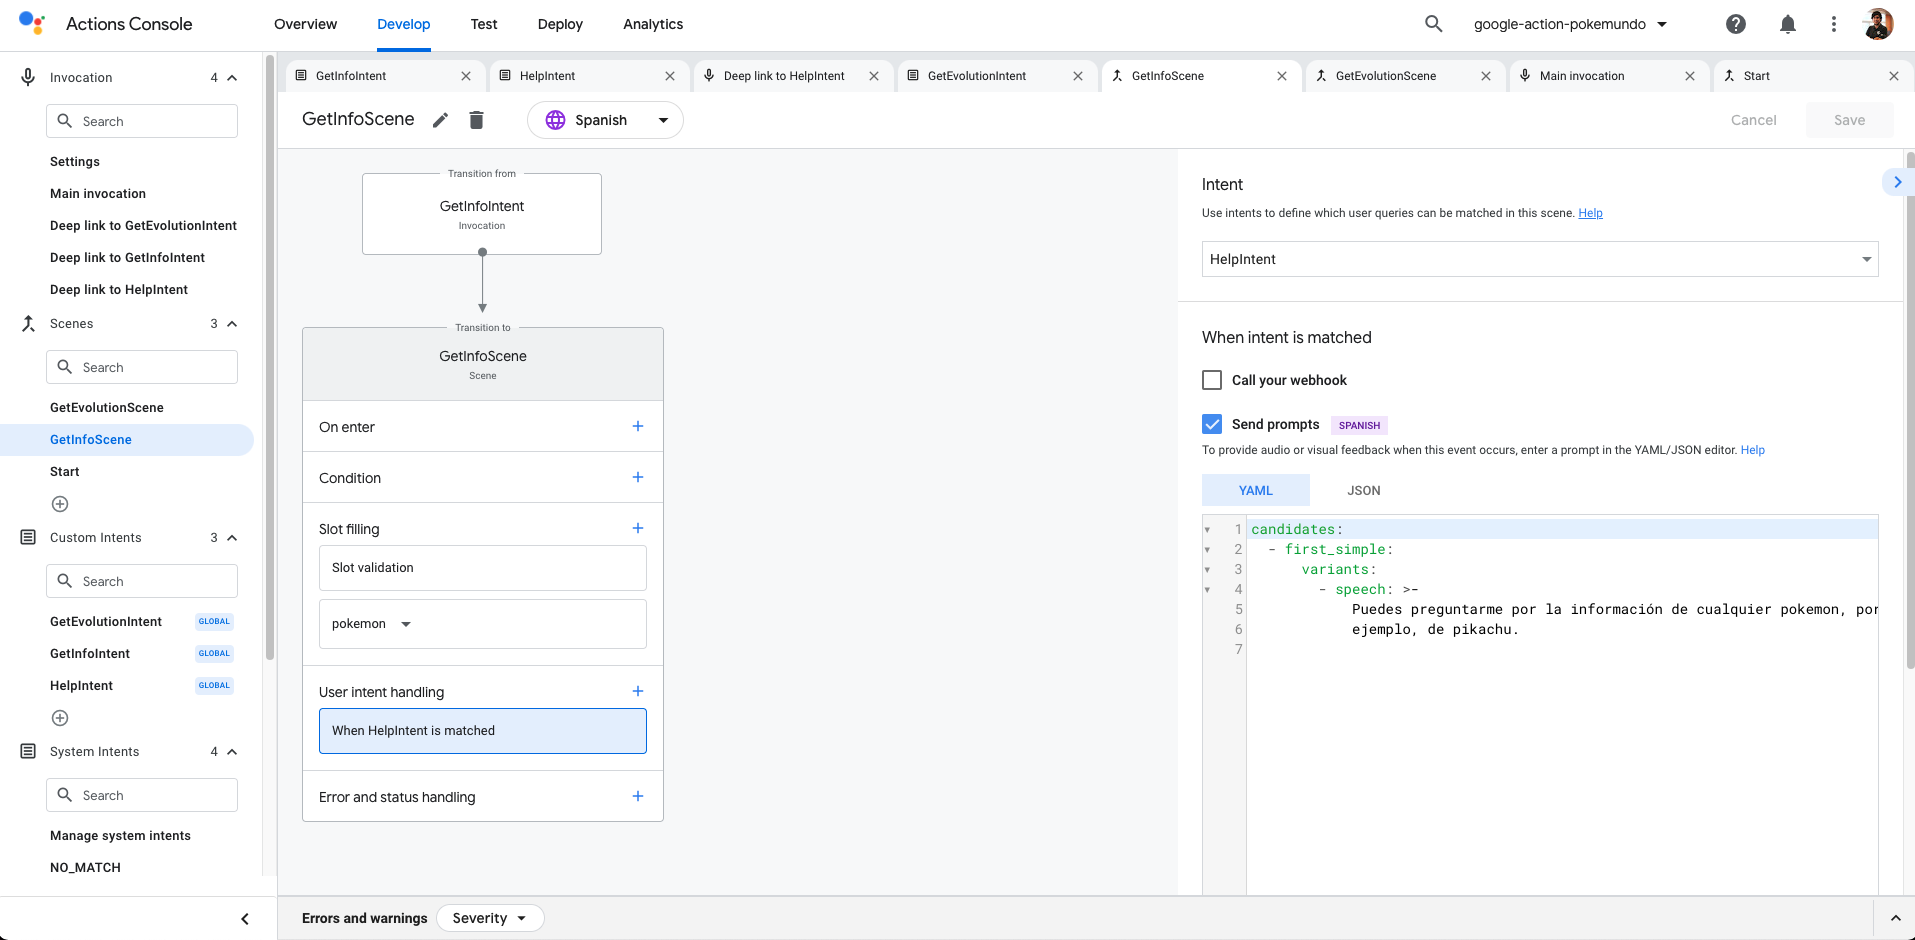 Actions Console
Overview
Develop
Test
Deploy
Analytics
google-action-pokemundo
Invocation 4
Search
Settings
Main invocation
Deep link to GetEvolutionIntent
Deep link to GetInfoIntent
Deep link to HelpIntent
Scenes 3
Search
GetEvolutionScene
GetInfoScene
Start
Custom Intents 3
Search
GetEvolutionIntent GLOBAL
GetInfoIntent GLOBAL
HelpIntent GLOBAL
System Intents 4
Search
Manage system intents
NO_MATCH
GetInfoIntent
HelpIntent
Deep link to HelpIntent
GetEvolutionIntent
GetInfoScene
GetEvolutionScene
Main invocation
Start
GetInfoScene
Spanish
Cancel
Save
Transition from
GetInfoIntent
Invocation
Transition to
GetInfoScene
Scene
On enter
Condition
Slot filling
Slot validation
pokemon
User intent handling
When HelpIntent is matched
Error and status handling
Intent
Use intents to define which user queries can be matched in this scene. Help
HelpIntent
When intent is matched
Call your webhook
Send prompts SPANISH
To provide audio or visual feedback when this event occurs, enter a prompt in the YAML/JSON editor. Help
YAML
JSON
1 candidates:
2 - first_simple:
3 variants:
4 - speech: >-
5 Puedes preguntarme por la información de cualquier pokemon, por
6 ejemplo, de pikachu.
7
Errors and warnings
Severity